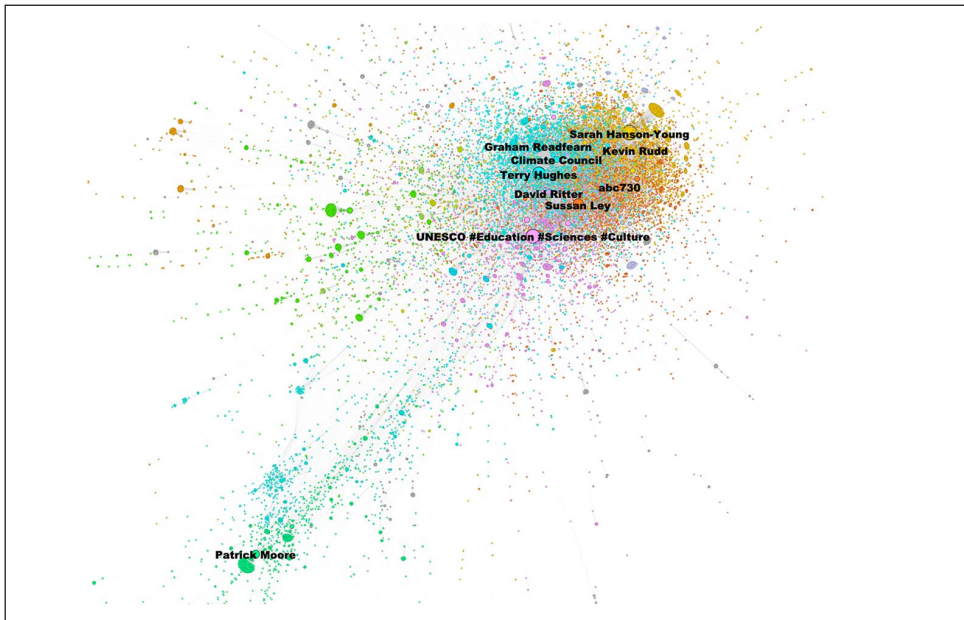 Sarah Hanson-Young
Graham Readfearn
Kevin Rudd
Climate Council
Terry Hughes
abc730
David Ritter
Sussan Ley
UNESCO #Education #Sciences #Culture
Patrick Moore